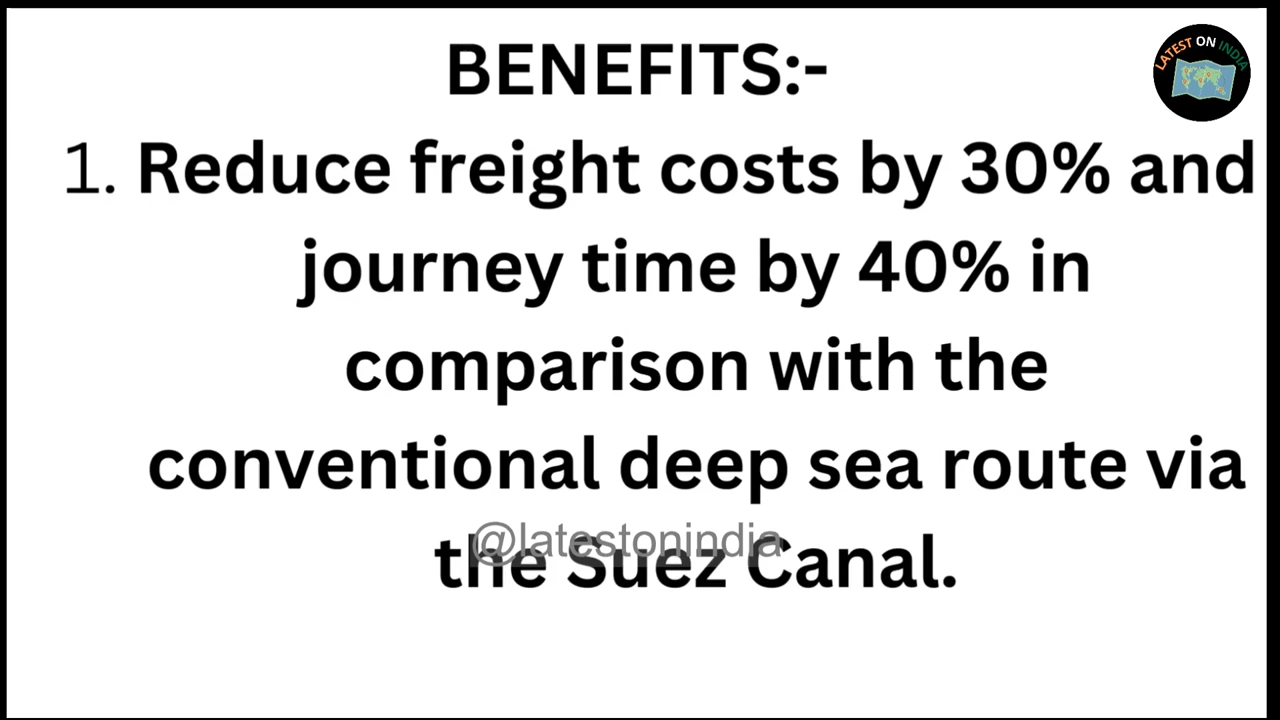 LATEST ON INDIA
BENEFITS:-
1. Reduce freight costs by 30% and
journey time by 40% in
comparison with the
conventional deep sea route via
@latestonindia
the Suez Canal.